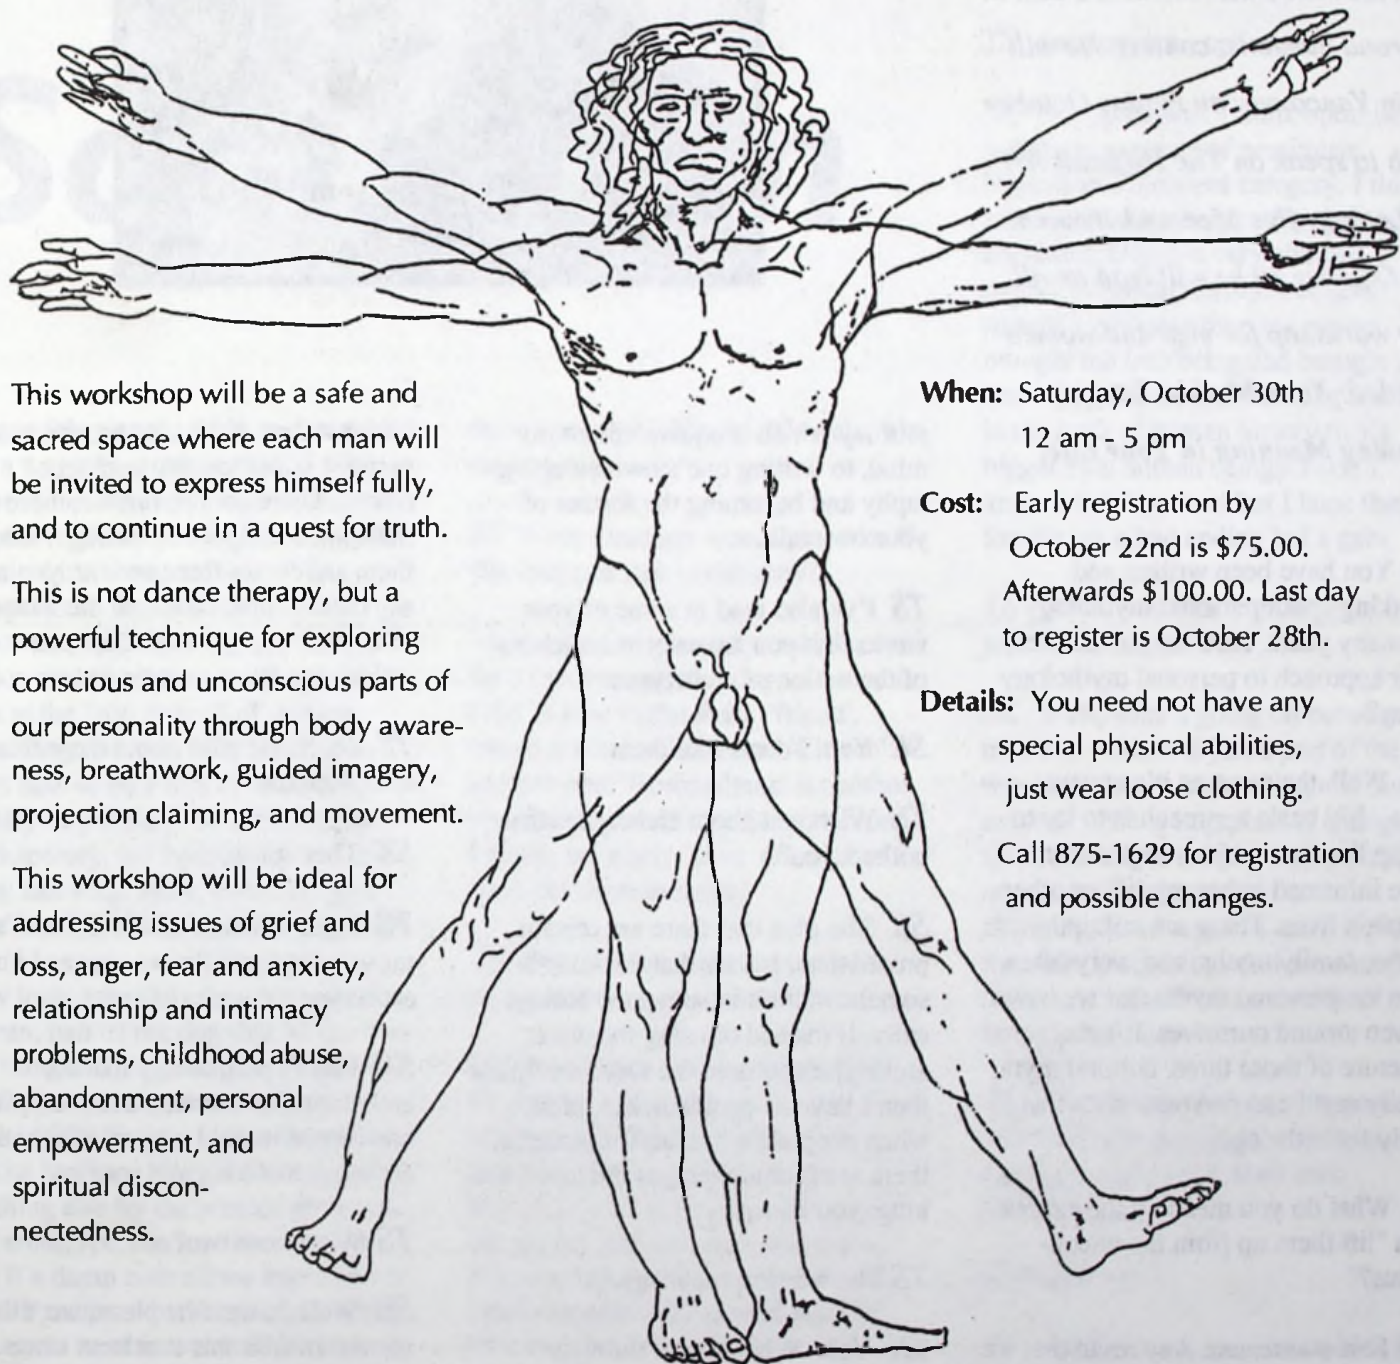 This workshop will be a safe and
sacred space where each man will
be invited to express himself fully,
and to continue in a quest for truth.
This is not dance therapy, but a
powerful technique for exploring
conscious and unconscious parts of
our personality through body aware-
ness, breathwork, guided imagery,
projection claiming, and movement.
This workshop will be ideal for
addressing issues of grief and
loss, anger, fear and anxiety,
relationship and intimacy
problems, childhood abuse,
abandonment, personal
empowerment, and
spiritual discon-
nectedness.
When: Saturday, October 30th
12 am - 5 pm
Cost: Early registration by
October 22nd is $75.00.
Afterwards $100.00. Last day
to register is October 28th.
Details: You need not have any
special physical abilities,
just wear loose clothing.
Call 875-1629 for registration
and possible changes.